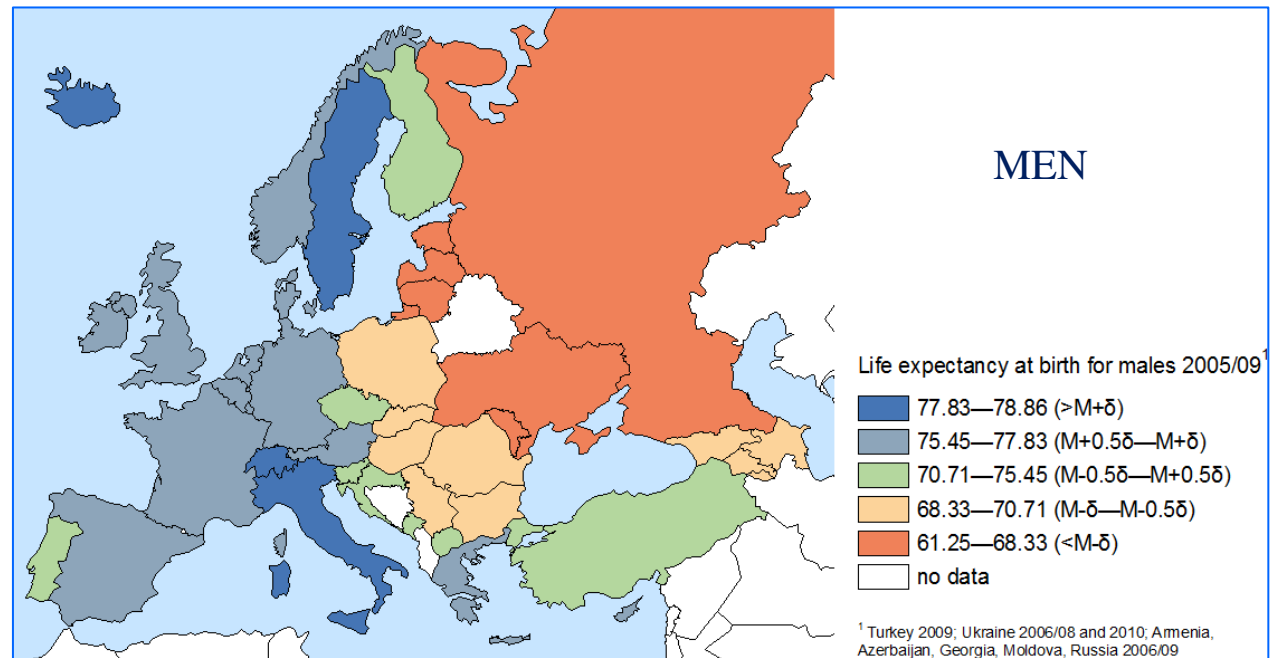 MEN
Life expectancy at birth for males 2005/09¹
77.83—78.86 (>M+δ)
75.45—77.83 (M+0.5δ—M+δ)
70.71—75.45 (M-0.5δ—M+0.5δ)
68.33—70.71 (M-δ—M-0.5δ)
61.25—68.33 (<M-δ)
no data
¹ Turkey 2009; Ukraine 2006/08 and 2010; Armenia,
Azerbaijan, Georgia, Moldova, Russia 2006/09